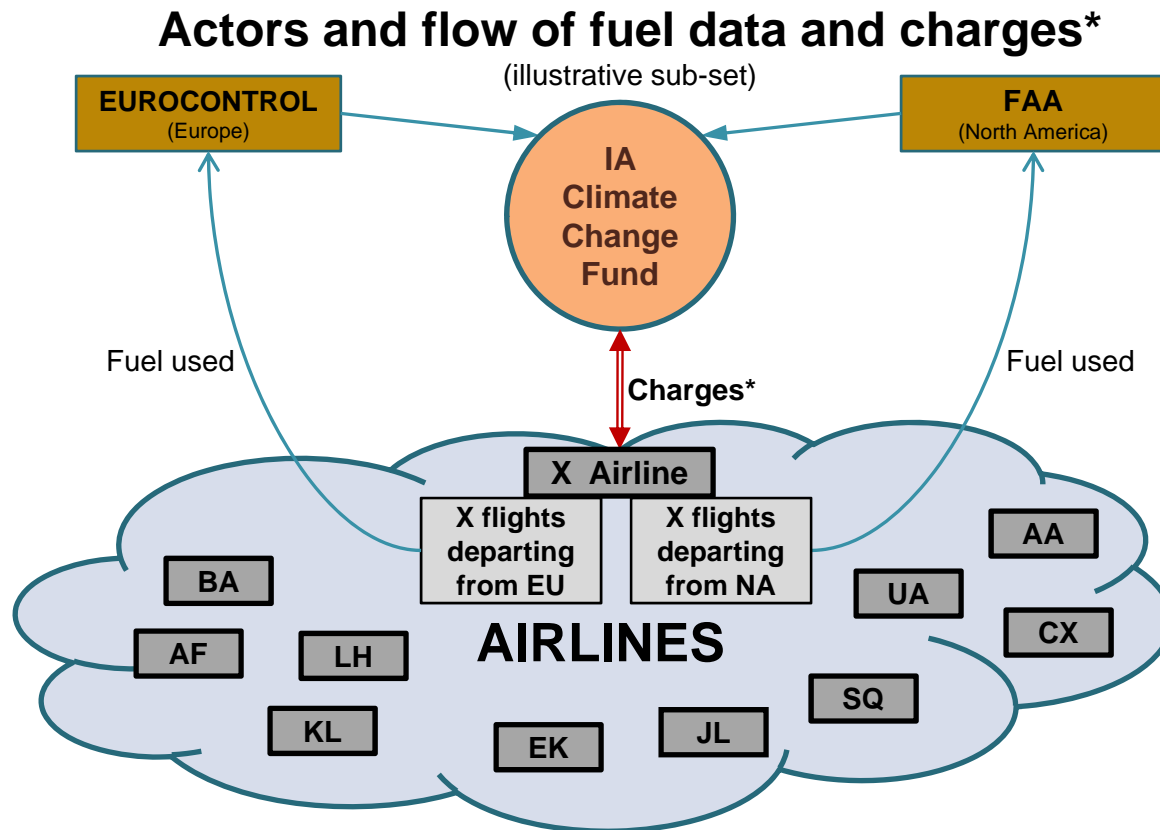 Actors and flow of fuel data and charges*
(illustrative sub-set)
EUROCONTROL
(Europe)
FAA
(North America)
IA
Climate
Change
Fund
Fuel used
Fuel used
Charges*
X Airline
X flights
departing
from EU
X flights
departing
from NA
AA
BA
UA
CX
AF
LH
AIRLINES
SQ
KL
EK
JL